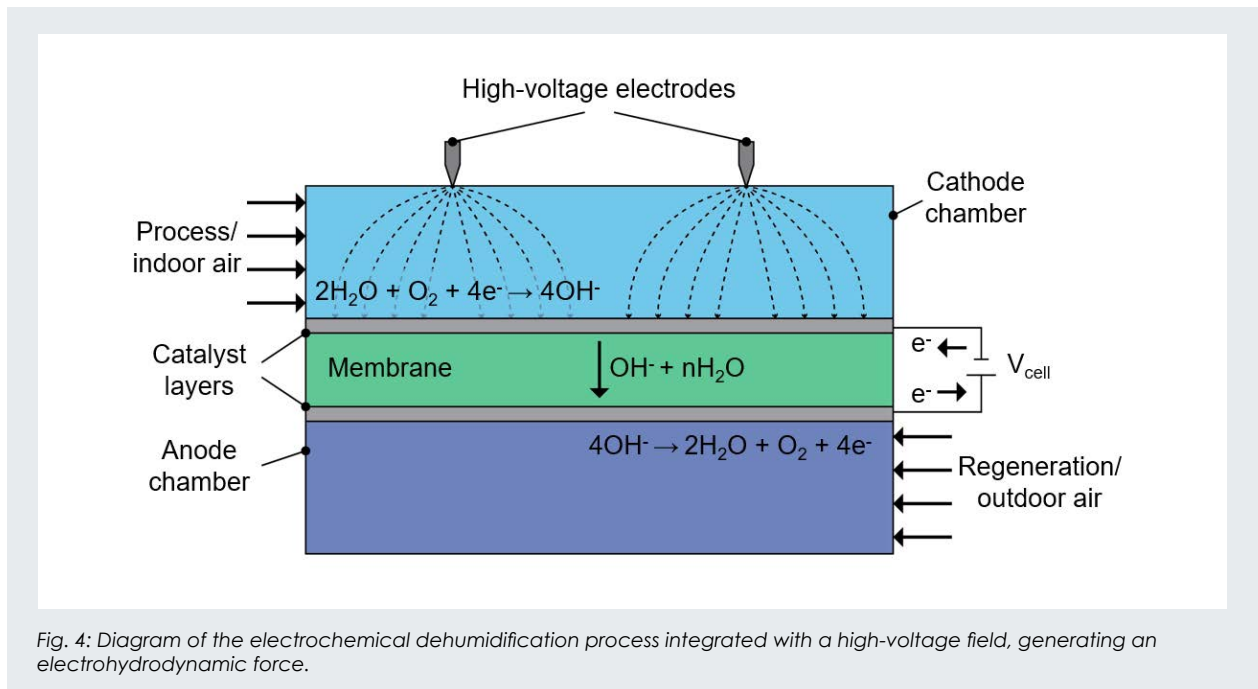 High-voltage electrodes
Cathode
chamber
Process/
indoor air
2H₂O + O₂ + 4e⁻ → 4OH⁻
Catalyst
layers
Membrane
OH⁻ + nH₂O
e⁻
V_cell
e⁻
Anode
chamber
4OH⁻ → 2H₂O + O₂ + 4e⁻
Regeneration/
outdoor air
Fig. 4: Diagram of the electrochemical dehumidification process integrated with a high-voltage field, generating an
electrohydrodynamic force.